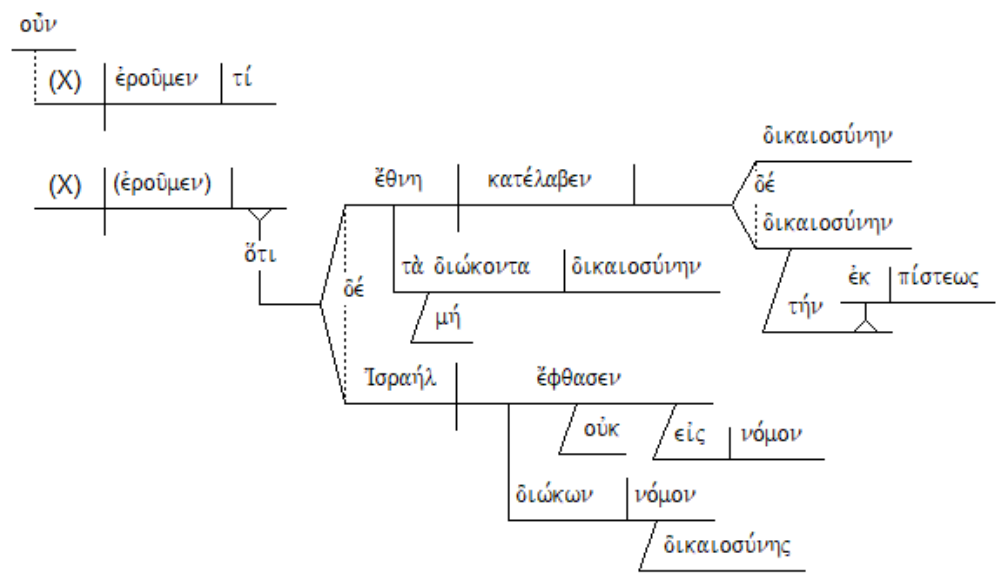 οὖν
(X) ἐροῦμεν τί
δικαιοσύνην
(X) (ἐροῦμεν) ἔθνη κατέλαβεν δέ
δικαιοσύνην
ὅτι τὰ διώκοντα δικαιοσύνην ἐκ πίστεως
δέ μή τήν
Ἰσραήλ ἔφθασεν
οὐκ εἰς νόμον
διώκων νόμον
δικαιοσύνης